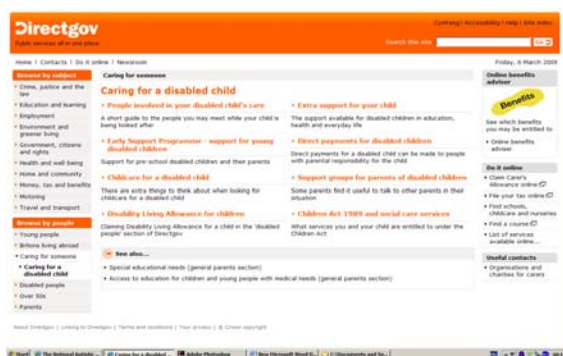 Directgov
Public services all in one place
Cymraeg | Accessibility | Help | Site index
Search this site
Go
Home | Contacts | Do it online | Newsroom
Friday, 6 March 2009
Browse by subject
Crime, justice and the law
Education and learning
Employment
Environment and greener living
Government, citizens and rights
Health and well-being
Home and community
Money, tax and benefits
Motoring
Travel and transport
Browse by people
Young people
Britons living abroad
Caring for someone
Caring for a disabled child
Disabled people
Over 50s
Parents
Caring for someone
Caring for a disabled child
People involved in your disabled child's care
A short guide to the people you may meet while your child is being looked after
Early Support Programme - support for young disabled children
Support for pre-school disabled children and their parents
Childcare for a disabled child
There are extra things to think about when looking for childcare for a disabled child
Disability Living Allowance for children
Claiming Disability Living Allowance for a child in the 'disabled people' section of Directgov
Extra support for your child
The support available for disabled children in education, health and everyday life
Direct payments for disabled children
Direct payments for a disabled child can be made to people with parental responsibility for the child
Support groups for parents of disabled children
Some parents find it useful to talk to other parents in their situation
Children Act 1989 and social care services
What services you and your child are entitled to under the Children Act
See also...
Special educational needs (general parents section)
Access to education for children and young people with medical needs (general parents section)
Online benefits adviser
Benefits
See which benefits you may be entitled to
Online benefits adviser
Do it online
Claim Carer's Allowance online
File your tax online
Find schools, childcare and nurseries
Find a course
List of services available online...
Useful contacts
Organisations and charities for carers
About Directgov | Linking to Directgov | Terms and conditions | Your privacy | © Crown copyright
Start
The National Autistic ...
Caring for a disabled ...
Adobe Photoshop
New Microsoft Word D...